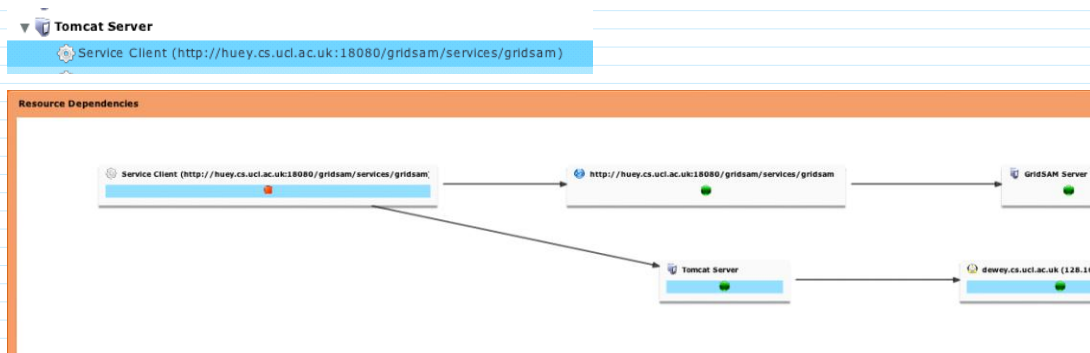 Tomcat Server
Service Client (http://huey.cs.ucl.ac.uk:18080/gridsam/services/gridsam)
Resource Dependencies
Service Client (http://huey.cs.ucl.ac.uk:18080/gridsam/services/gridsam)
http://huey.cs.ucl.ac.uk:18080/gridsam/services/gridsam
GridSAM Server
Tomcat Server
dewey.cs.ucl.ac.uk (128.16